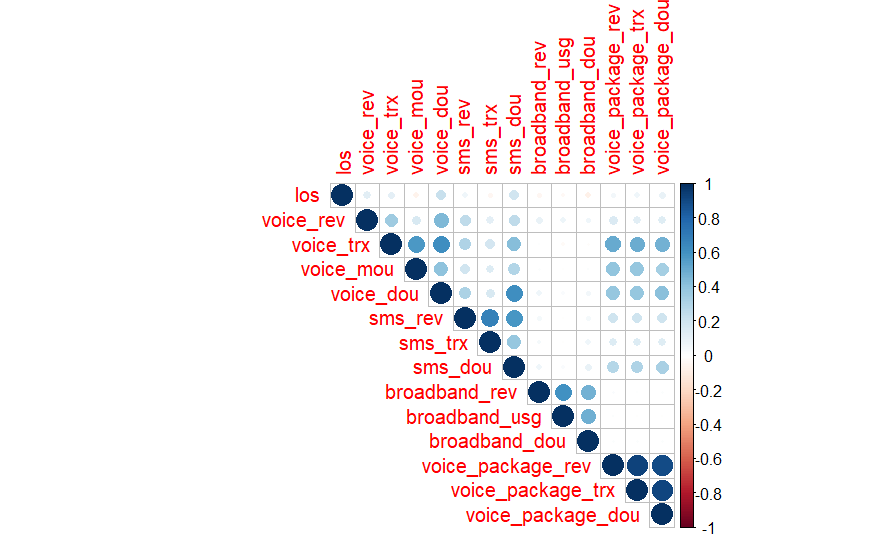 los
voice_rev
voice_trx
voice_mou
voice_dou
sms_rev
sms_trx
sms_dou
broadband_rev
broadband_usg
broadband_dou
voice_package_rev
voice_package_trx
voice_package_dou
los
voice_rev
voice_trx
voice_mou
voice_dou
sms_rev
sms_trx
sms_dou
broadband_rev
broadband_usg
broadband_dou
voice_package_rev
voice_package_trx
voice_package_dou
1
0.8
0.6
0.4
0.2
0
-0.2
-0.4
-0.6
-0.8
-1